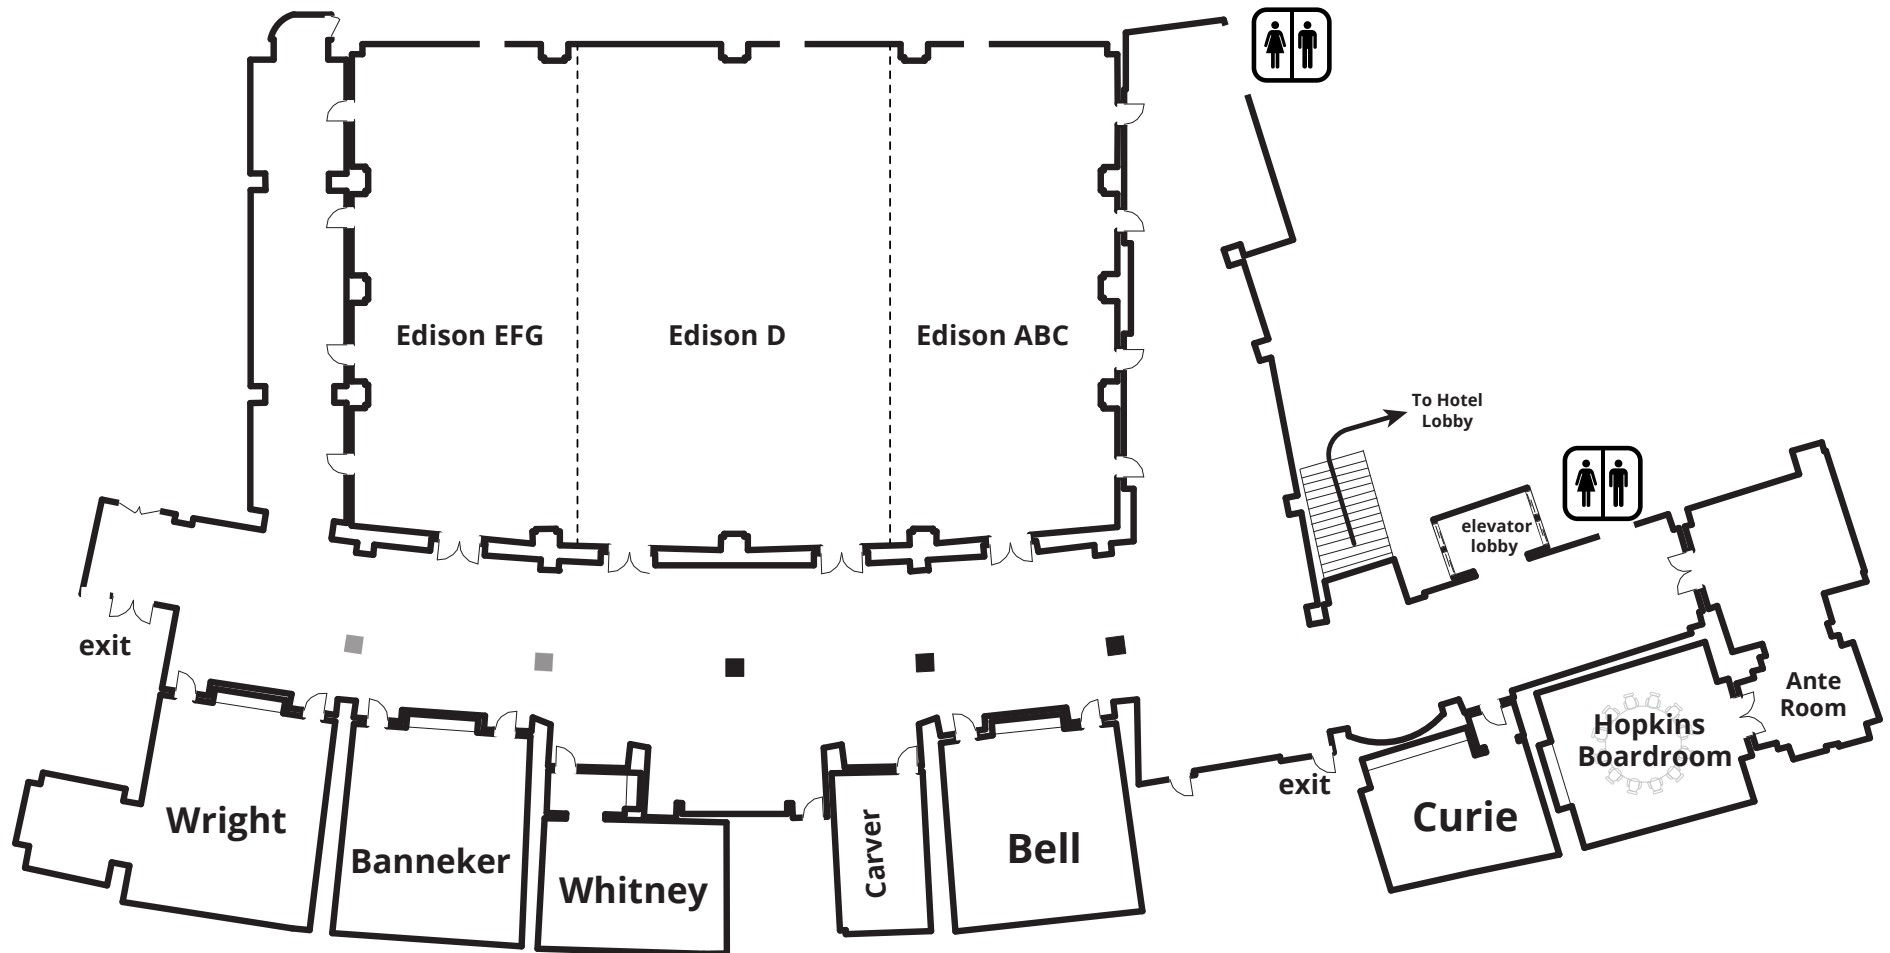 Edison EFG
Edison D
Edison ABC
To Hotel
Lobby
elevator
lobby
exit
Ante
Room
Hopkins
Boardroom
exit
Wright
Banneker
Whitney
Carver
Bell
Curie